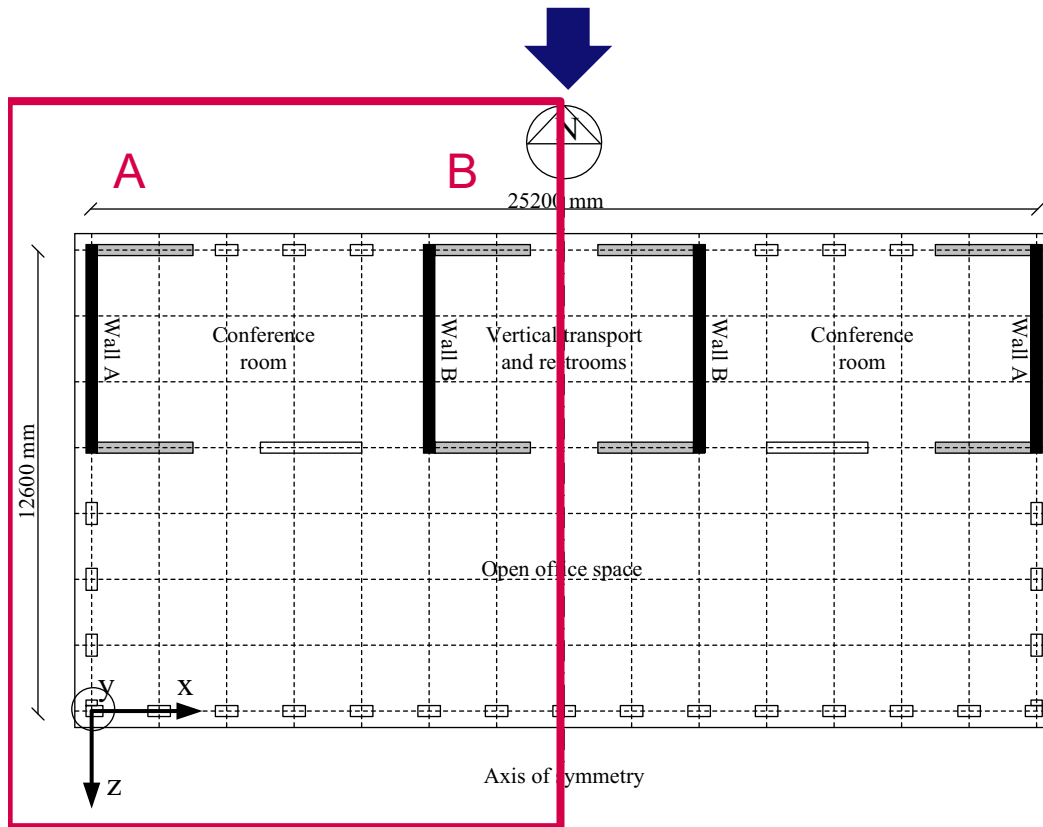 N
A
B
25200 mm
Wall A
Conference
room
Wall B
Vertical transport
and restrooms
Wall B
Conference
room
Wall A
12600 mm
Open office space
y
x
z
Axis of symmetry